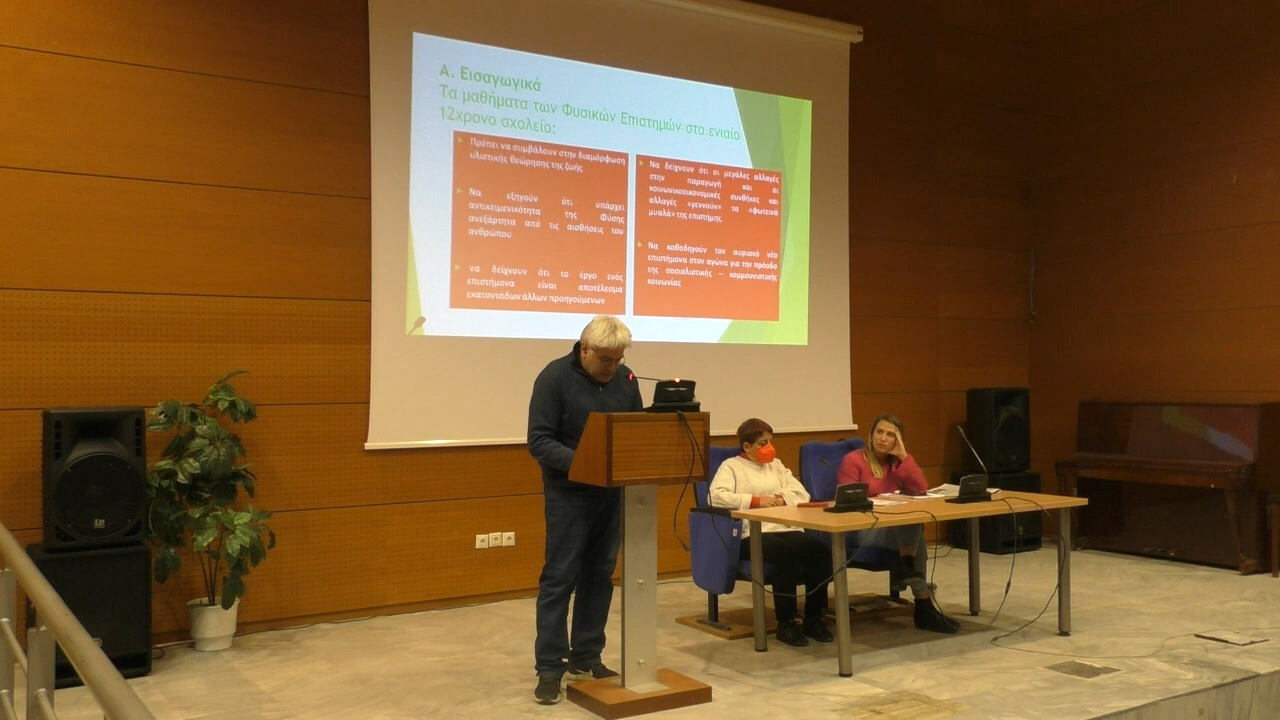 Α. Εισαγωγικά
Τα μαθήματα των Φυσικών Επιστημών στο ενιαίο
12χρονο σχολείο:
Πρέπει να συμβάλουν στην διαμόρφωση
υλιστικής θεώρησης της ζωής
Να εξηγούν ότι υπάρχει
αντικειμενικότητα της Φύσης
ανεξάρτητα από τις αισθήσεις του
ανθρώπου
να δείχνουν ότι το έργο ενός
επιστήμονα είναι αποτέλεσμα
εκατοντάδων άλλων προηγούμενων
Να δείχνουν ότι οι μεγάλες αλλαγές
στην παραγωγή και οι
κοινωνικοοικονομικές συνθήκες και
αλλαγές «γεννούν» τα «φωτεινά
μυαλά» της επιστήμης.
Να καθοδηγούν τον αυριανό νέο
επιστήμονα στον αγώνα για την πρόοδο
της σοσιαλιστικής – κομμουνιστικής
κοινωνίας